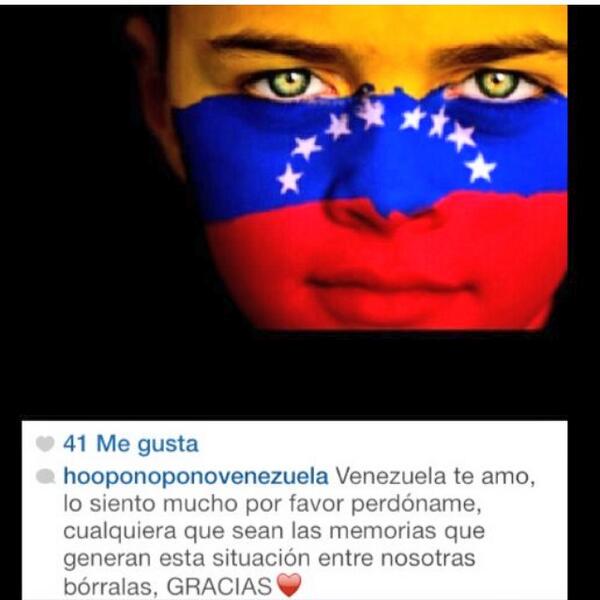 41 Me gusta
hooponoponovenezuela Venezuela te amo,
lo siento mucho por favor perdóname,
cualquiera que sean las memorias que
generan esta situación entre nosotras
bórralas, GRACIAS❤️